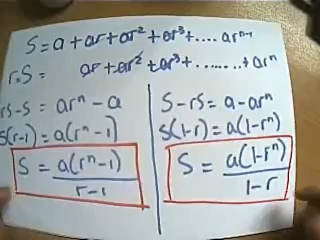 S = a + ar + ar² + ar³ + .... arⁿ⁻¹
r.S = ar + ar² + ar³ + ....... + arⁿ
rS - S = arⁿ - a
S(r-1) = a(rⁿ-1)
S = a(rⁿ-1) / r-1
S - rS = a - arⁿ
S(1-r) = a(1-rⁿ)
S = a(1-rⁿ) / 1-r